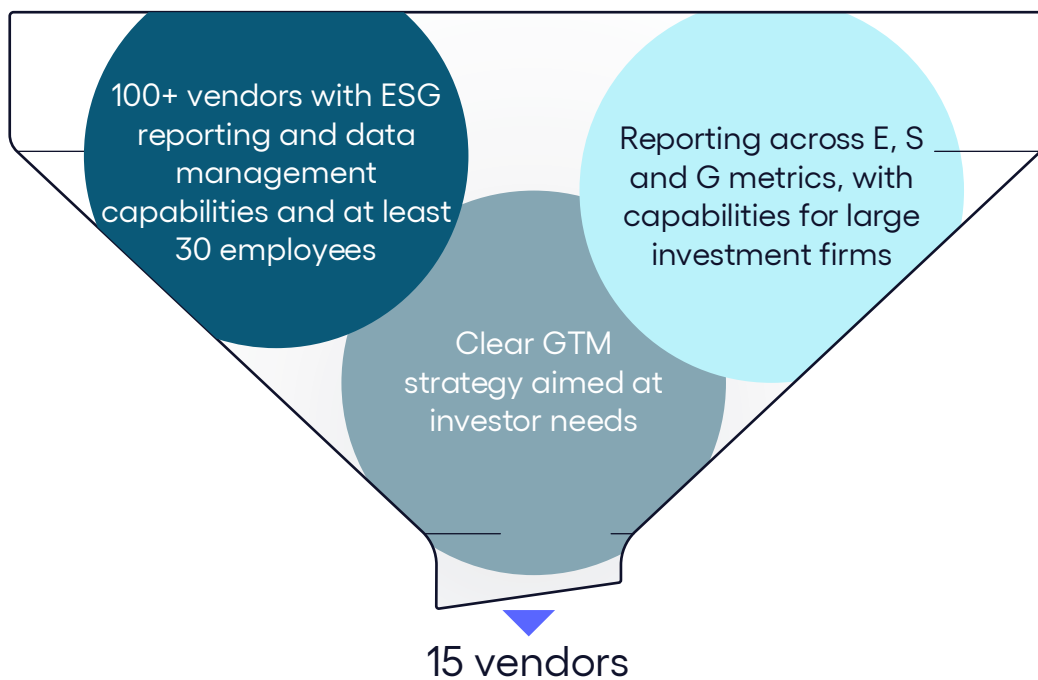 100+ vendors with ESG
reporting and data
management
capabilities and at least
30 employees
Reporting across E, S
and G metrics, with
capabilities for large
investment firms
Clear GTM
strategy aimed at
investor needs
15 vendors